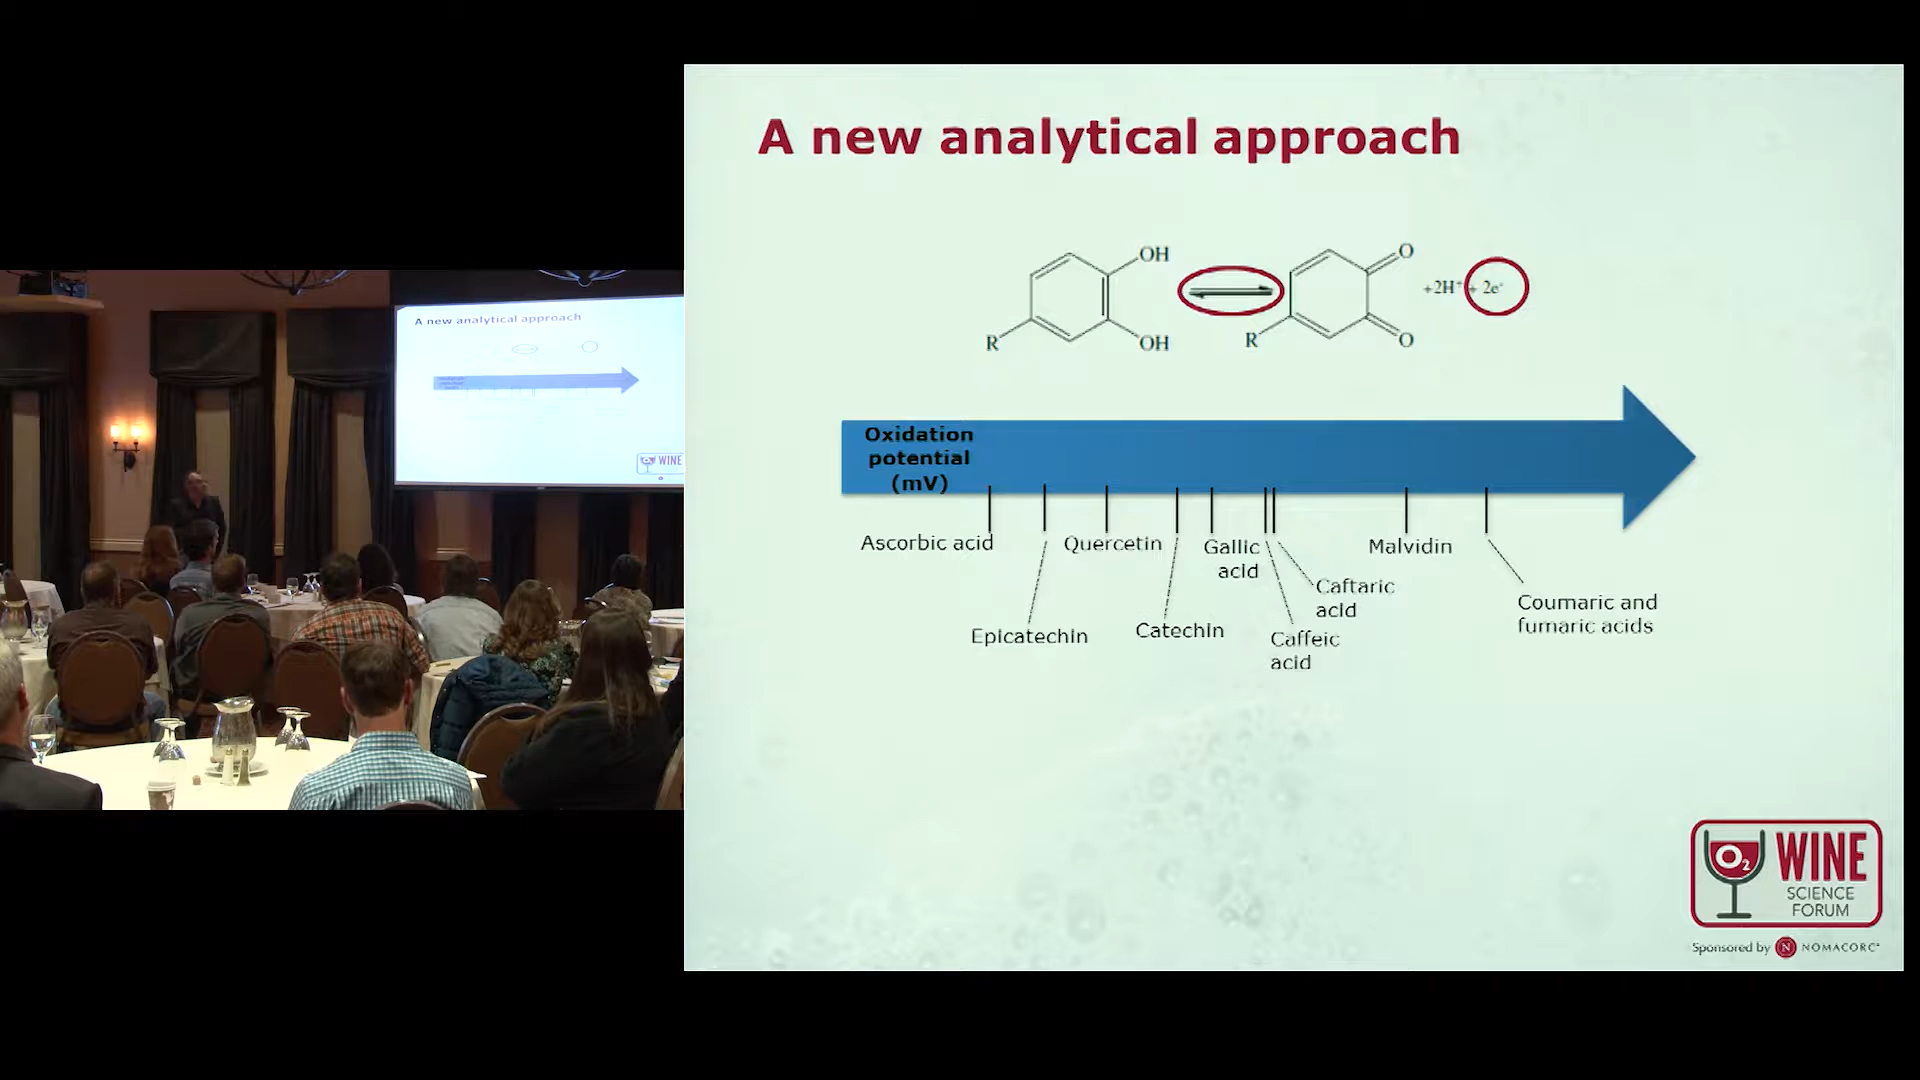 A new analytical approach
OH
OH
R
O
O
R
+2H⁺ + 2e⁻
Oxidation
potential
(mV)
Ascorbic acid
Epicatechin
Quercetin
Catechin
Gallic
acid
Caffeic
acid
Caftaric
acid
Malvidin
Coumaric and
fumaric acids
O₂
WINE
SCIENCE
FORUM
Sponsored by N NOMACORC
A new analytical approach
WINE